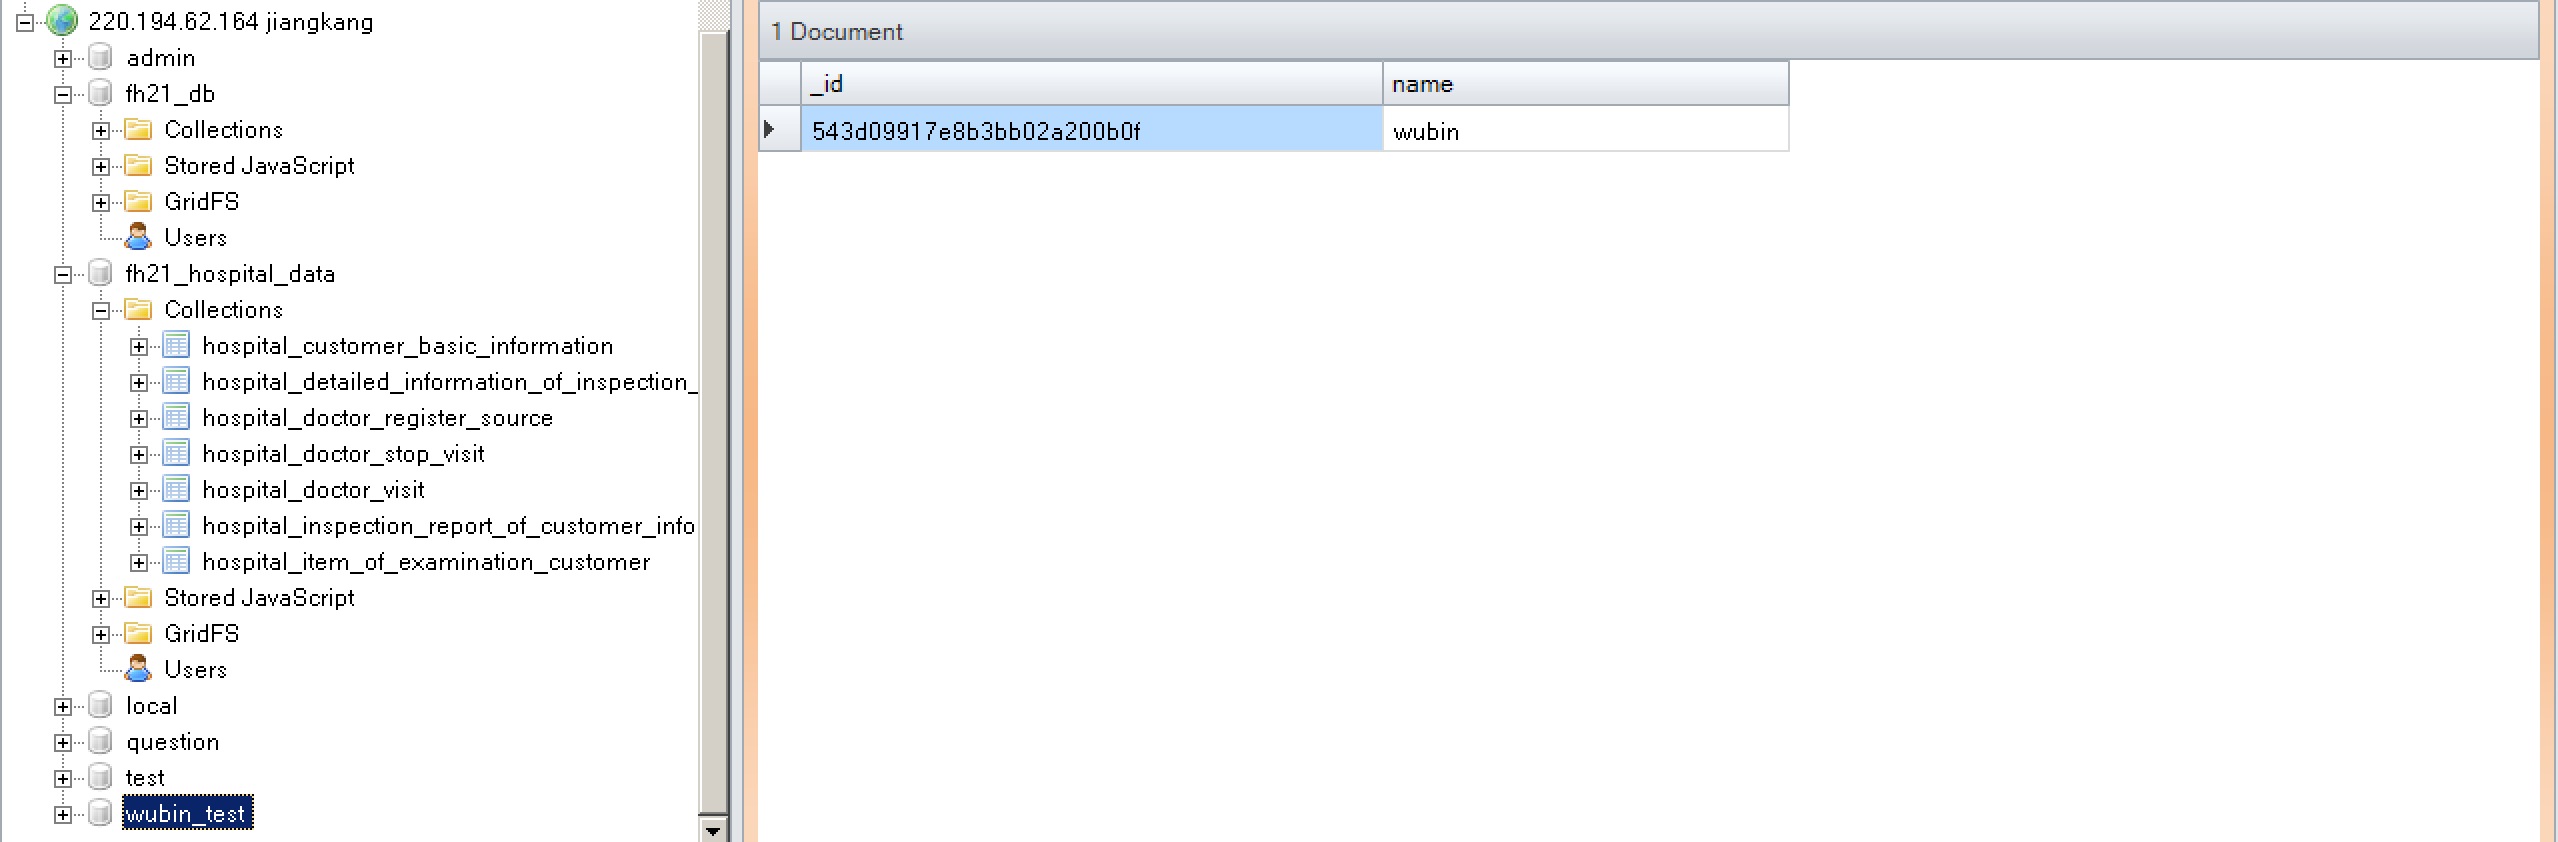 220.194.62.164 jiangkang
admin
fh21_db
Collections
Stored JavaScript
GridFS
Users
fh21_hospital_data
Collections
hospital_customer_basic_information
hospital_detailed_information_of_inspection_
hospital_doctor_register_source
hospital_doctor_stop_visit
hospital_doctor_visit
hospital_inspection_report_of_customer_info
hospital_item_of_examination_customer
Stored JavaScript
GridFS
Users
local
question
test
wubin_test
1 Document
_id name
543d09917e8b3bb02a200b0f wubin